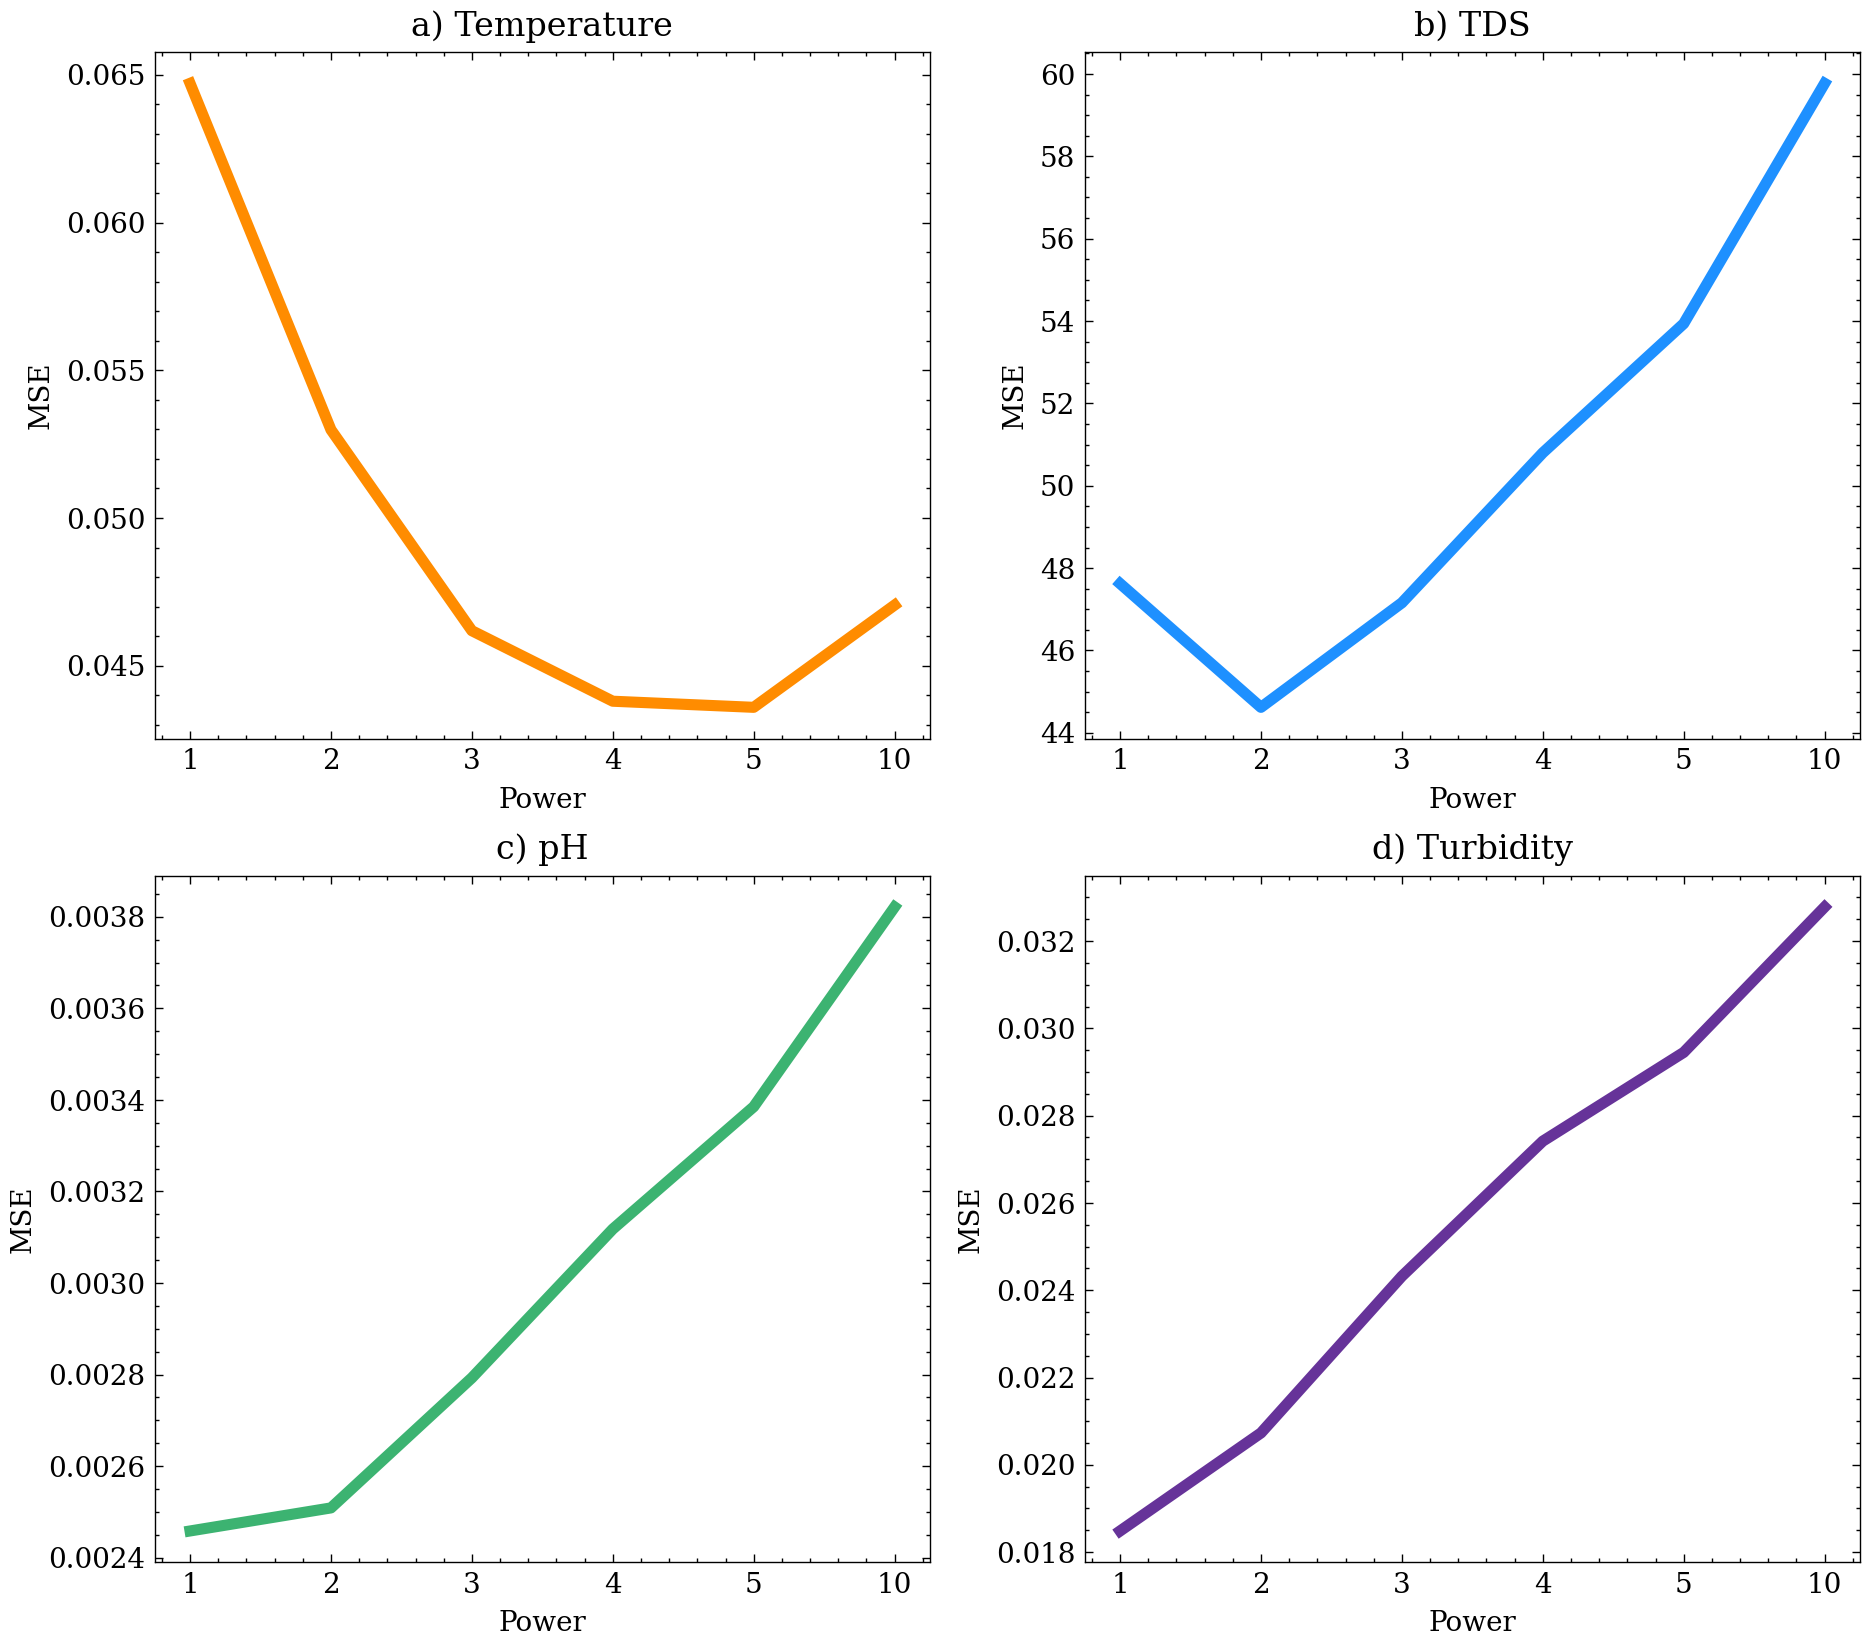 a) Temperature
0.065
0.060
0.055
0.050
0.045
MSE
1 2 3 4 5 10
Power
b) TDS
60
58
56
54
52
50
48
46
44
MSE
1 2 3 4 5 10
Power
c) pH
0.0038
0.0036
0.0034
0.0032
0.0030
0.0028
0.0026
0.0024
MSE
1 2 3 4 5 10
Power
d) Turbidity
0.032
0.030
0.028
0.026
0.024
0.022
0.020
0.018
MSE
1 2 3 4 5 10
Power